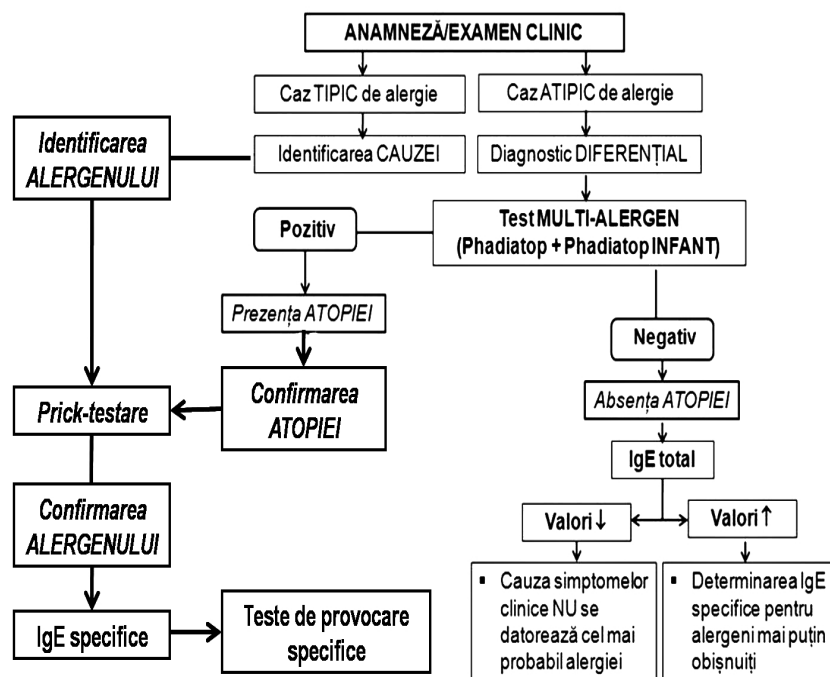 ANAMNEZĂ/EXAMEN CLINIC
Caz TIPIC de alergie
Caz ATIPIC de alergie
Identificarea
ALERGENULUI
Identificarea CAUZEI
Diagnostic DIFERENȚIAL
Test MULTI-ALERGEN
(Phadiatop + Phadiatop INFANT)
Pozitiv
Prezența ATOPIEI
Negativ
Confirmarea
ATOPIEI
Prick-testare
Absența ATOPIEI
IgE total
Confirmarea
ALERGENULUI
Valori ↓
Valori ↑
IgE specifice
Teste de provocare
specifice
▪ Cauza simptomelor
clinice NU se
datorează cel mai
probabil alergiei
▪ Determinarea IgE
specifice pentru
alergeni mai puțin
obișnuiți